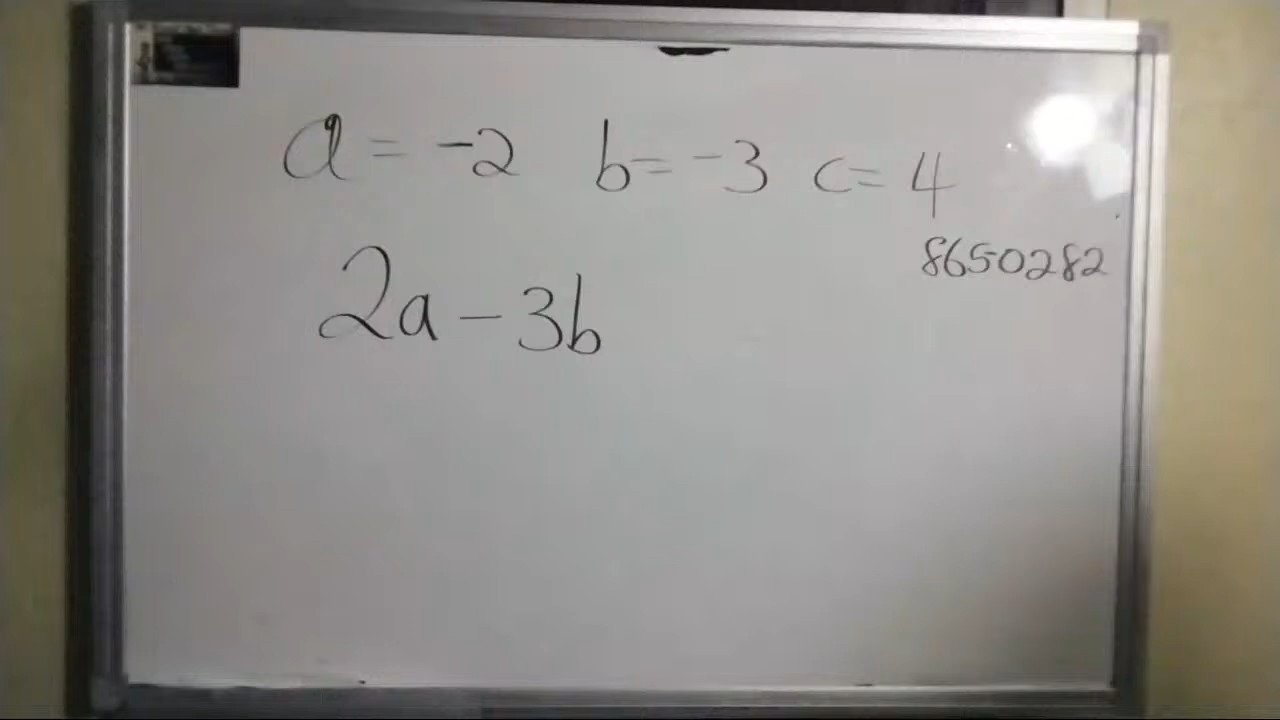 a = -2 b = -3 c = 4
8650282
2a - 3b